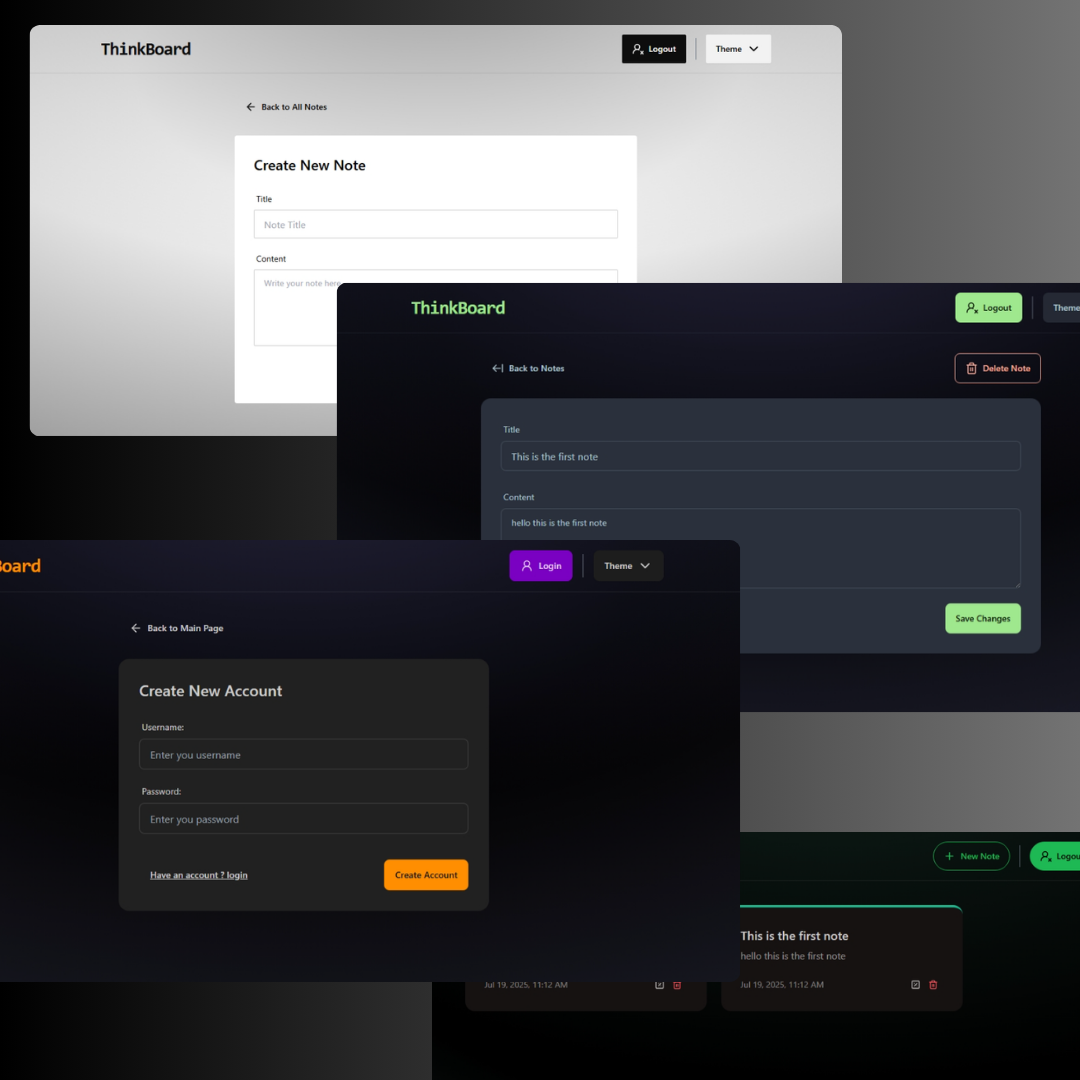 ThinkBoard
Logout
Theme
Back to All Notes
Create New Note
Title
Note Title
Content
Write your note here
ThinkBoard
Logout
Theme
Back to Notes
Delete Note
Title
This is the first note
Content
hello this is the first note
Save Changes
Board
Login
Theme
Back to Main Page
Create New Account
Username:
Enter you username
Password:
Enter you password
Have an account ? login
Create Account
New Note
Logou
This is the first note
hello this is the first note
Jul 19, 2025, 11:12 AM
Jul 19, 2025, 11:12 AM